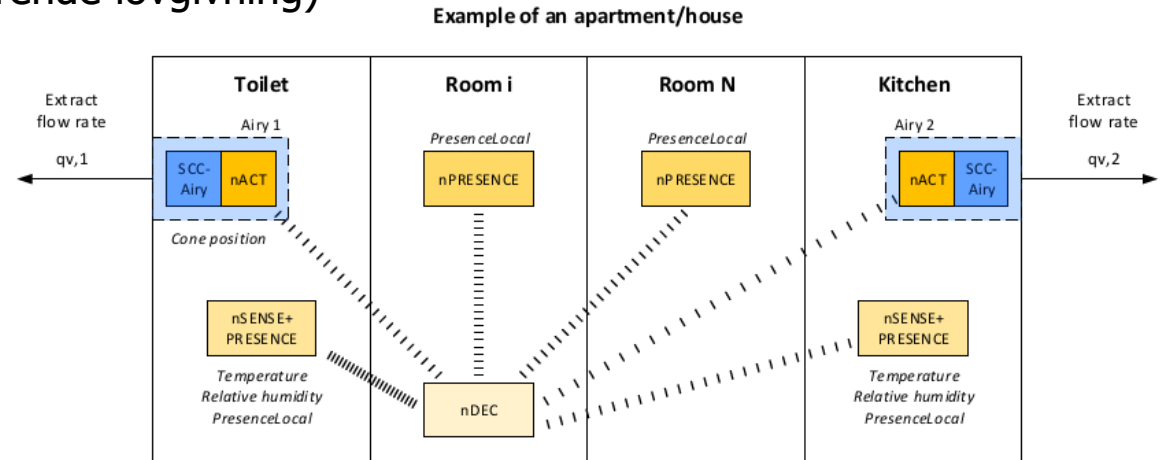 rende lovgivning)
Example of an apartment/house
Toilet
Room i
Room N
Kitchen
Extract
flow rate
qv,1
Airy 1
SCC-
Airy
nACT
Cone position
PresenceLocal
nPRESENCE
PresenceLocal
nPRESENCE
Airy 2
nACT
SCC-
Airy
Extract
flow rate
qv,2
nSENSE+
PRESENCE
Temperature
Relative humidity
PresenceLocal
nDEC
nSENSE+
PRESENCE
Temperature
Relative humidity
PresenceLocal